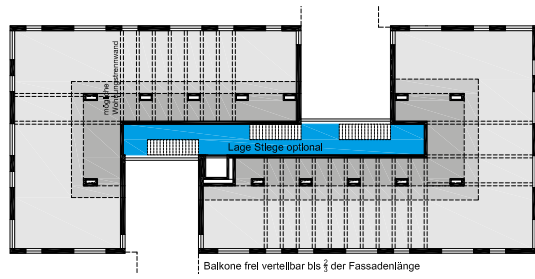 mögliche
Wohnungstrennwand
Lage Stiege optional
Balkone frei verteilbar bis 2/3 der Fassadenlänge